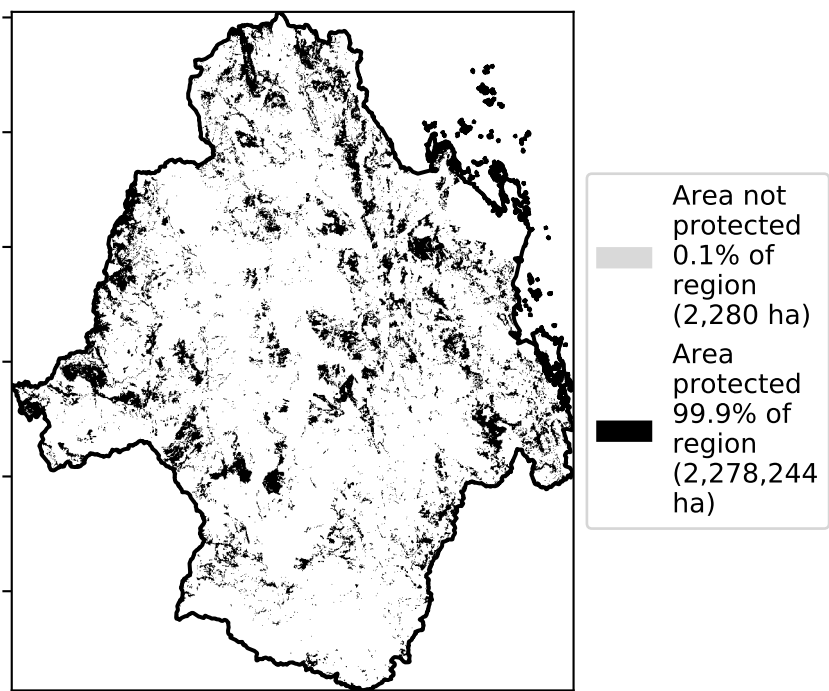 Area not
protected
0.1% of
region
(2,280 ha)
Area
protected
99.9% of
region
(2,278,244
ha)